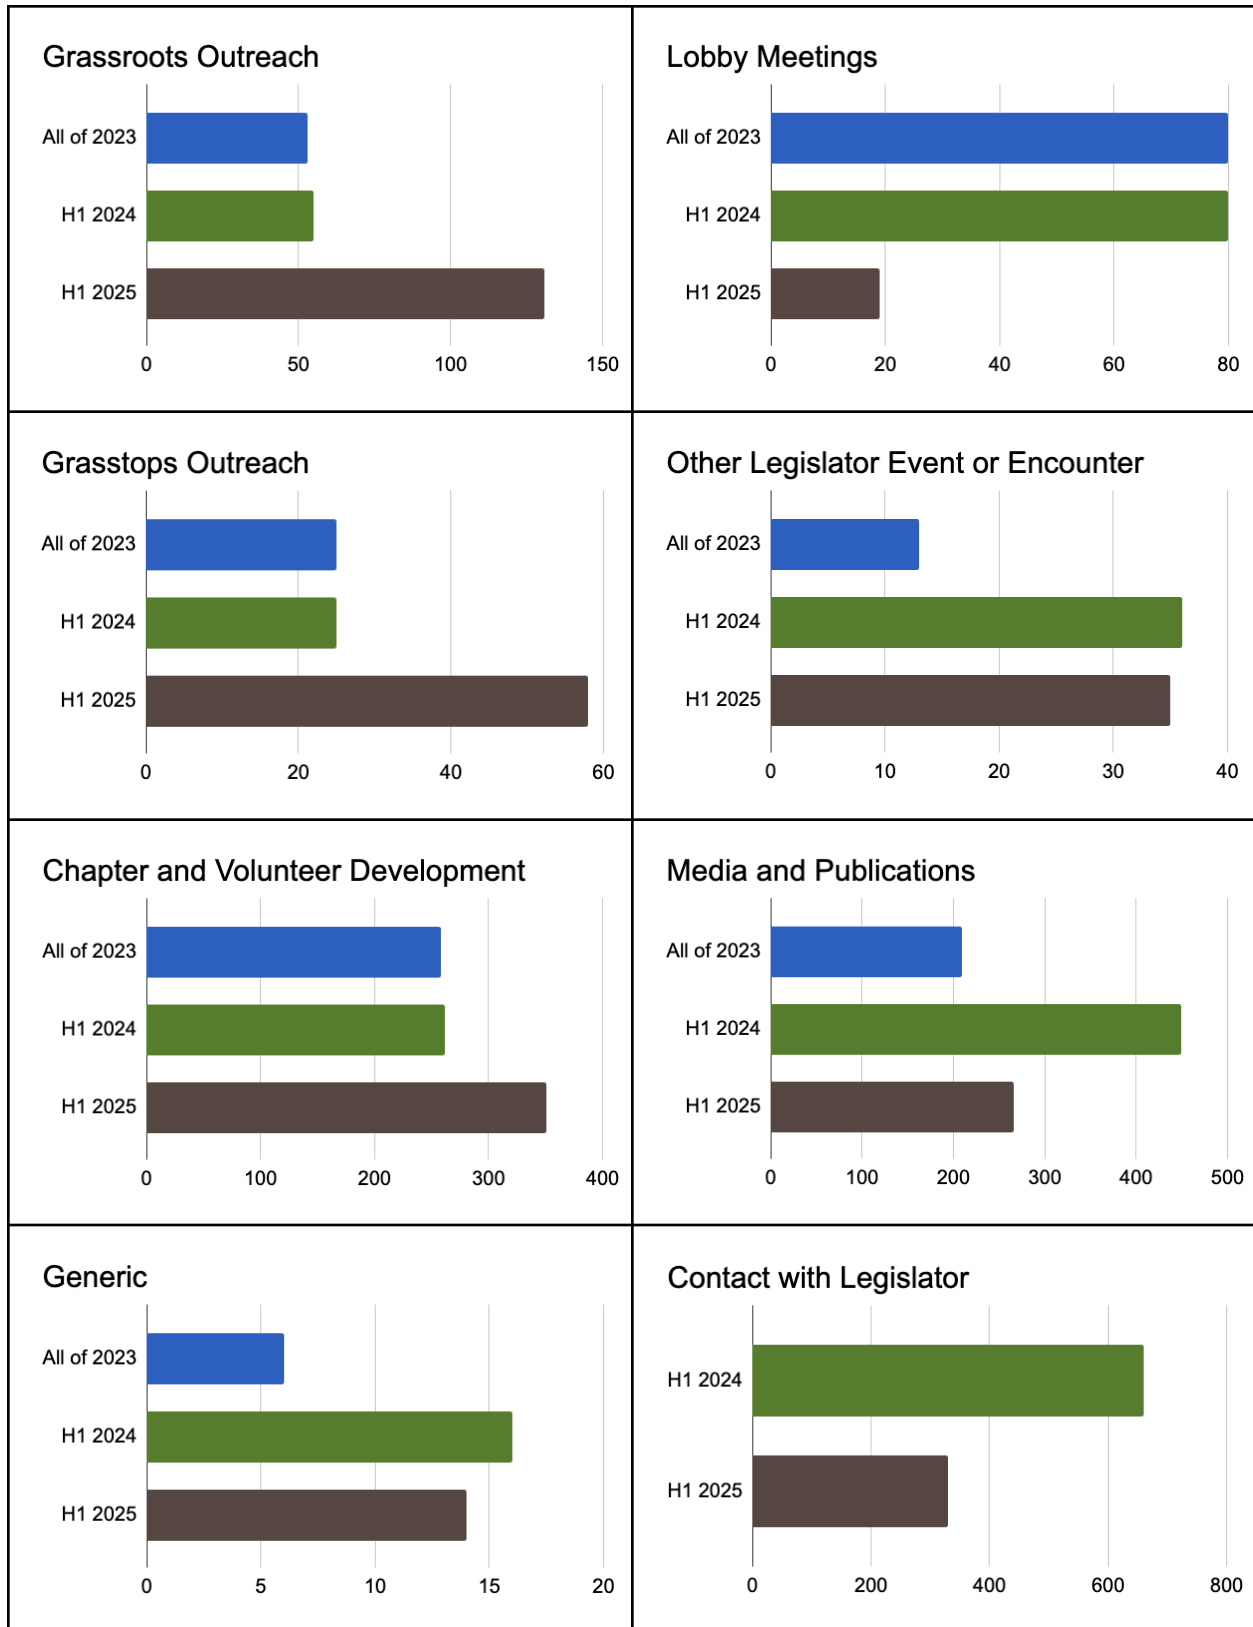 Grassroots Outreach
All of 2023
H1 2024
H1 2025
0 50 100 150
Lobby Meetings
All of 2023
H1 2024
H1 2025
0 20 40 60 80
Grasstops Outreach
All of 2023
H1 2024
H1 2025
0 20 40 60
Other Legislator Event or Encounter
All of 2023
H1 2024
H1 2025
0 10 20 30 40
Chapter and Volunteer Development
All of 2023
H1 2024
H1 2025
0 100 200 300 400
Media and Publications
All of 2023
H1 2024
H1 2025
0 100 200 300 400 500
Generic
All of 2023
H1 2024
H1 2025
0 5 10 15 20
Contact with Legislator
H1 2024
H1 2025
0 200 400 600 800